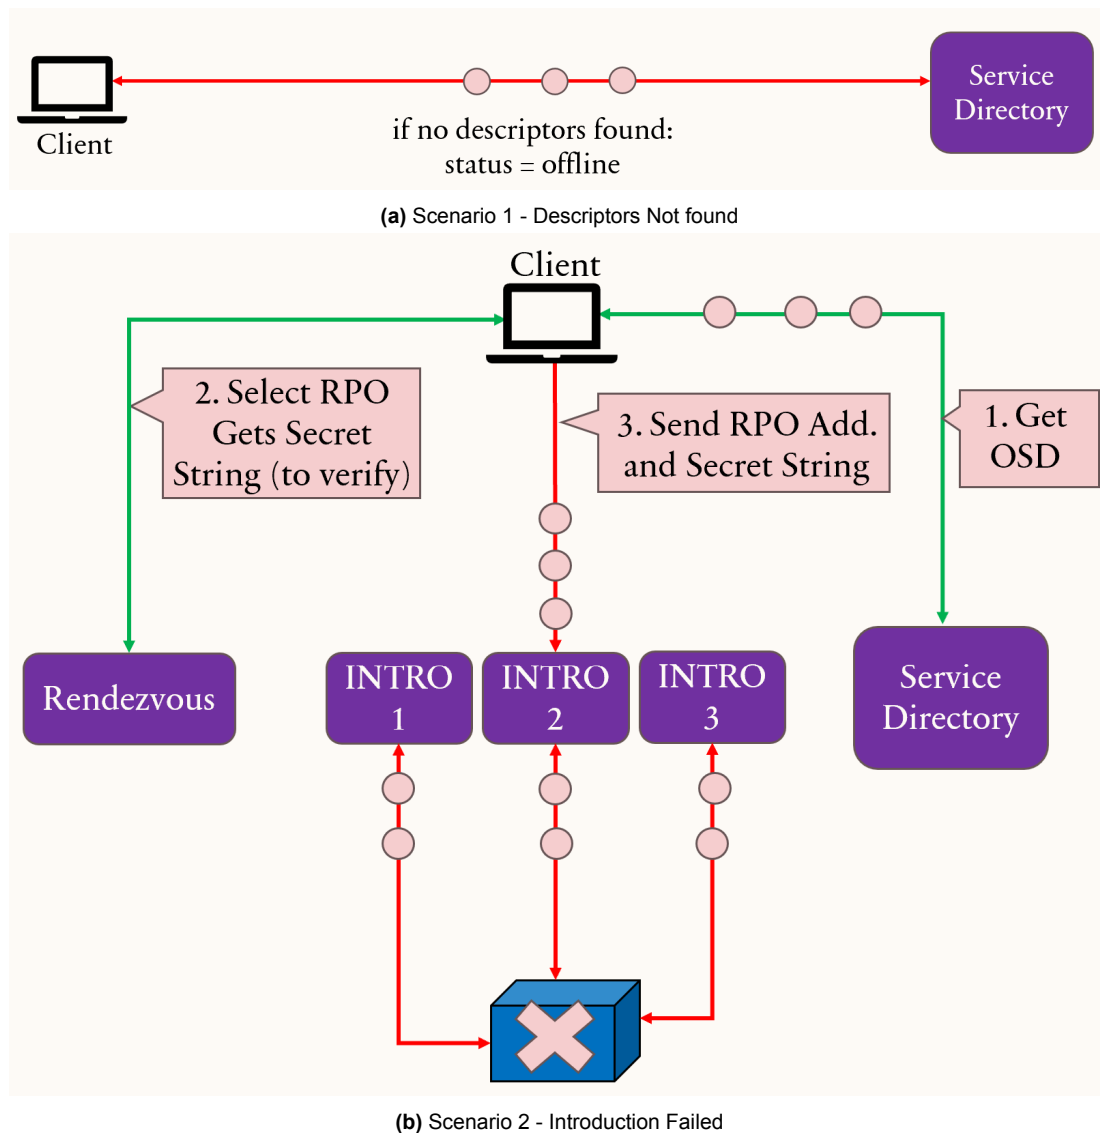 Client
if no descriptors found:
status = offline
Service
Directory
(a) Scenario 1 - Descriptors Not found
Client
2. Select RPO
Gets Secret
String (to verify)
3. Send RPO Add.
and Secret String
1. Get
OSD
Rendezvous
INTRO
1
INTRO
2
INTRO
3
Service
Directory
(b) Scenario 2 - Introduction Failed